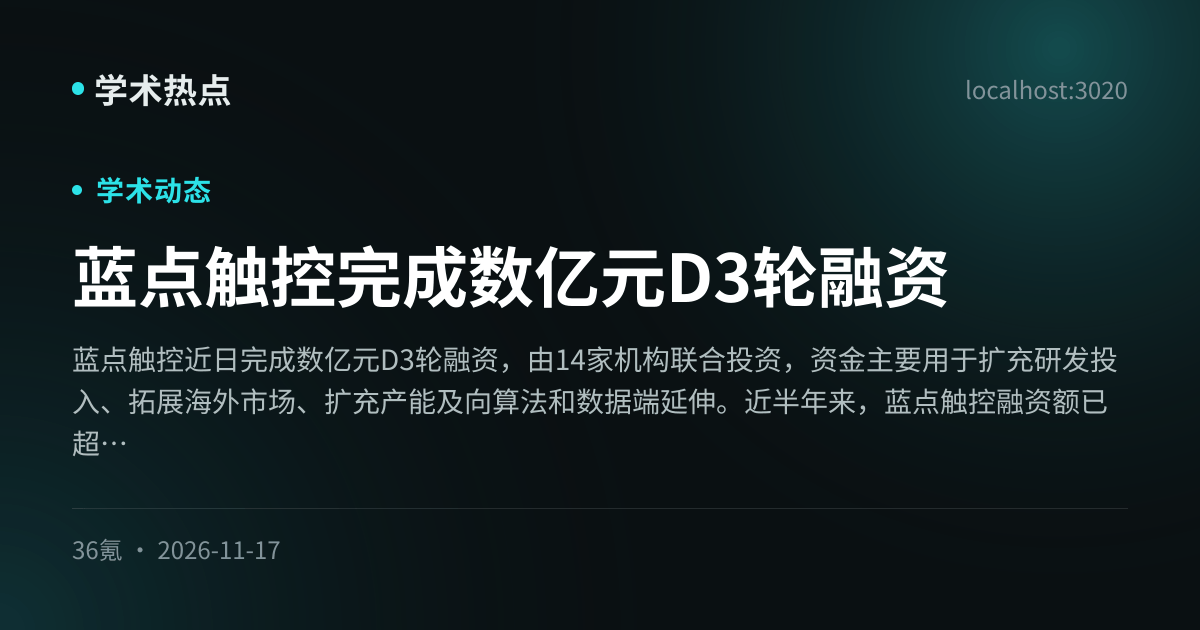 学术热点
localhost:3020
学术动态
蓝点触控完成数亿元D3轮融资
蓝点触控近日完成数亿元D3轮融资，由14家机构联合投资，资金主要用于扩充研发投
入、拓展海外市场、扩充产能及向算法和数据端延伸。近半年来，蓝点触控融资额已
超…
36氪 · 2026-11-17